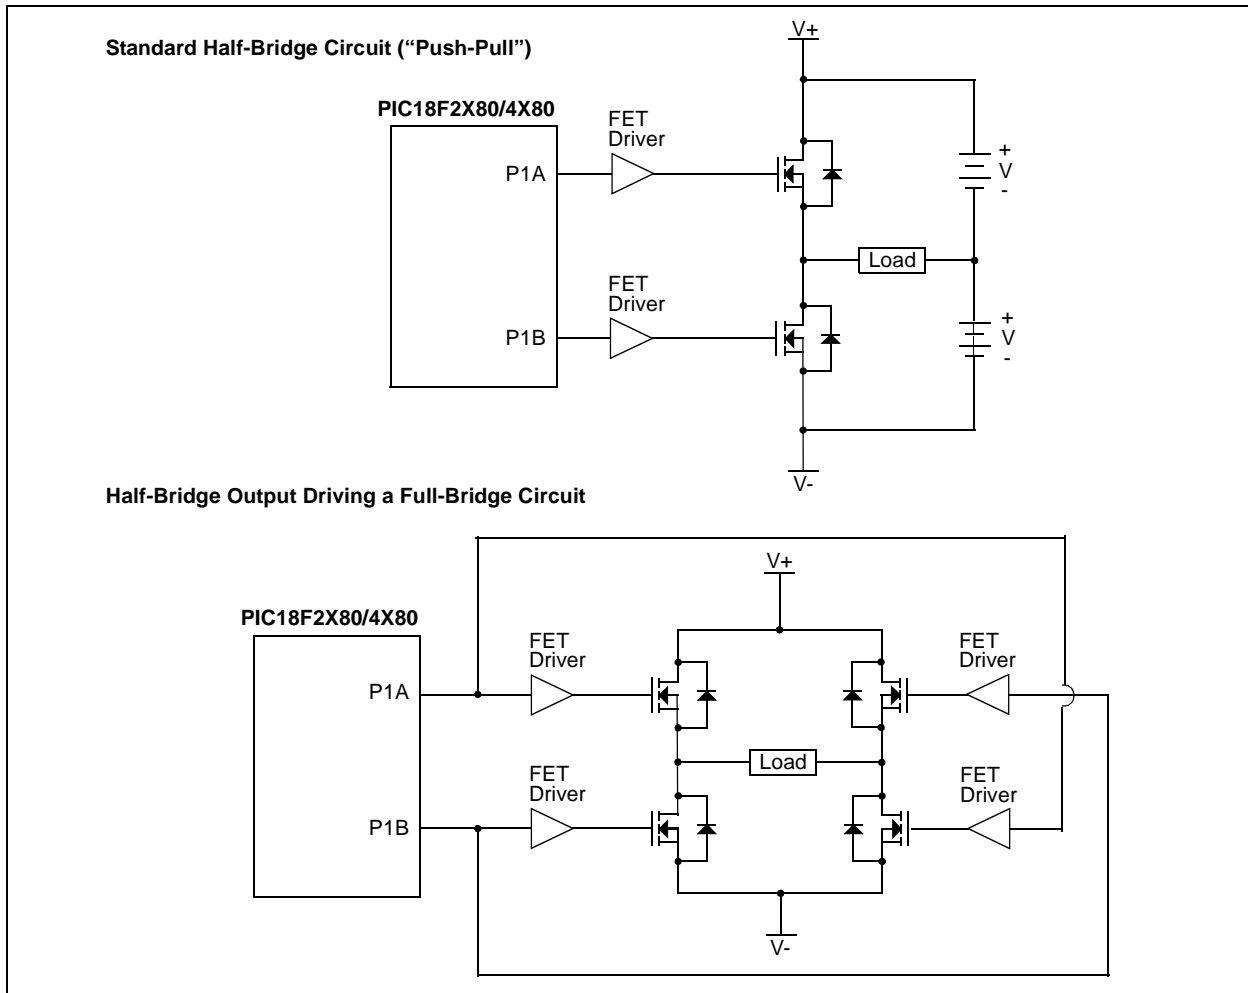 Standard Half-Bridge Circuit (“Push-Pull”)
V+
PIC18F2X80/4X80
FET
Driver
P1A
+
V
-
Load
FET
Driver
P1B
+
V
-
V-
Half-Bridge Output Driving a Full-Bridge Circuit
V+
PIC18F2X80/4X80
FET
Driver
FET
Driver
P1A
Load
FET
Driver
FET
Driver
P1B
V-